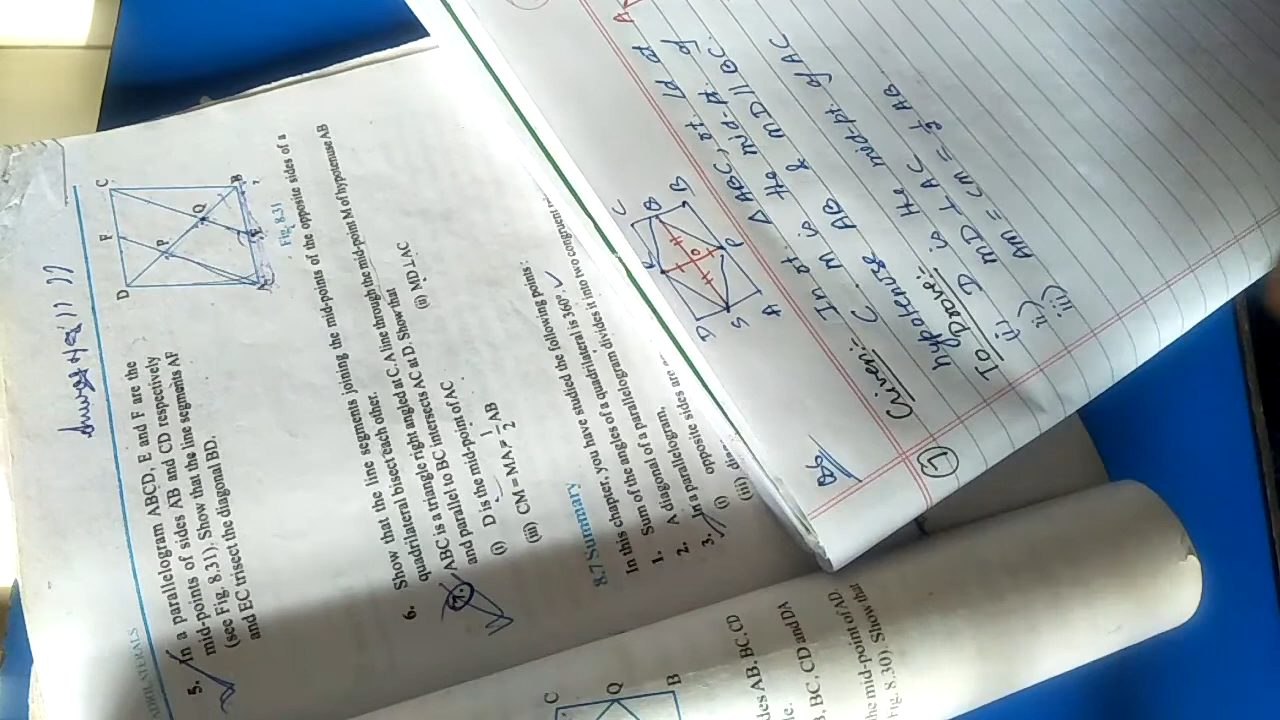 5. In a parallelogram ABCD, E and F are the
mid-points of sides AB and CD respectively
(see Fig. 8.31). Show that the line segments AF
and EC trisect the diagonal BD.
D F C
P Q
B
Fig. 8.31
6. Show that the line segments joining the mid-points of the opposite sides of a
quadrilateral bisect each other.
7. ABC is a triangle right angled at C. A line through the mid-point M of hypotenuse AB
and parallel to BC intersects AC at D. Show that
(i) D is the mid-point of AC (ii) MD ⊥ AC
(iii) CM = MA = 1/2 AB
8.7 Summary
In this chapter, you have studied the following points :
1. Sum of the angles of a quadrilateral is 360°
2. A diagonal of a parallelogram divides it into two congruent
3. In a parallelogram,
(i) opposite sides are
(ii)
C
Q
B
des AB, BC, CD
, BC, CD and DA
he mid-point of AD
8.30). Show that
D R C
S Q
A P B
7 Given:- In rt. Δ ABC, rt. ∠d at
C. M is the mid-pt. of
hypotenuse AB & MD || BC.
To Prove:-
(i) D is the mid-pt. of AC
ii) MD ⊥ AC
iii) AM = CM = 1/2 AB.